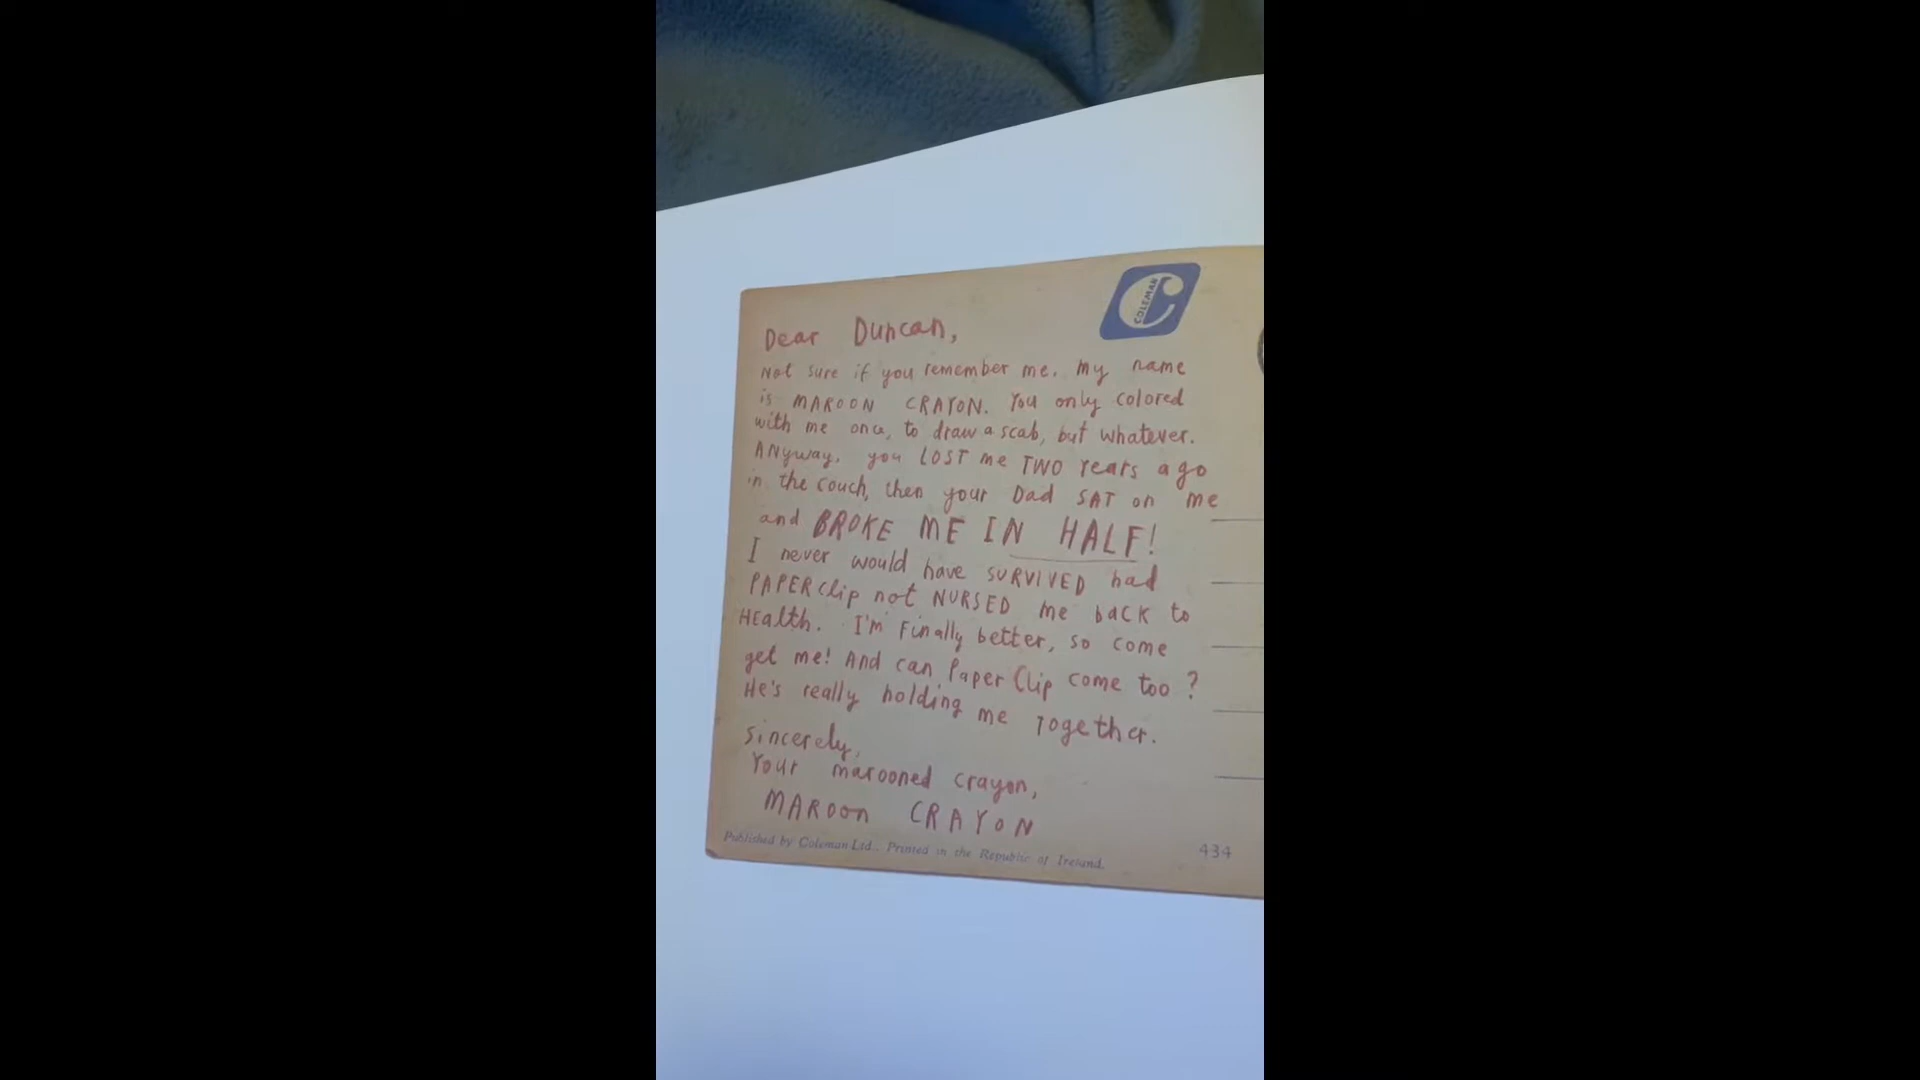 COLEMAN
Dear Duncan,
Not sure if you remember me. My name
is MAROON CRAYON. You only colored
with me once, to draw a scab, but whatever.
ANyway, you LOST me TWO Years ago
in the couch, then your Dad SAT on me
and BROKE ME IN HALF!
I never would have SURVIVED had
PAPERclip not NURSED me back to
HEalth. I'm Finally better, so come
get me! And can Paper Clip come too?
He's really holding me Together.
sincerely,
Your marooned crayon,
MAROON CRAYON
Published by Coleman Ltd. Printed in the Republic of Ireland.
434